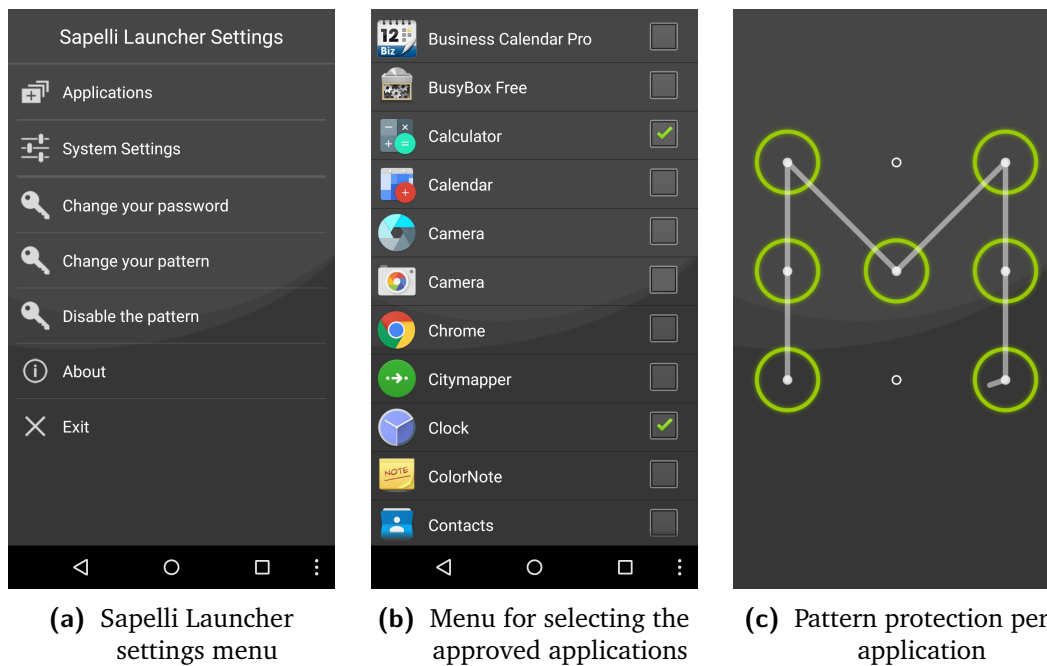 Sapelli Launcher Settings
Applications
System Settings
Change your password
Change your pattern
Disable the pattern
About
Exit
12
Biz
Business Calendar Pro
BusyBox Free
Calculator
Calendar
Camera
Camera
Chrome
Citymapper
Clock
NOTE
ColorNote
Contacts
(a) Sapelli Launcher
settings menu
(b) Menu for selecting the
approved applications
(c) Pattern protection per
application